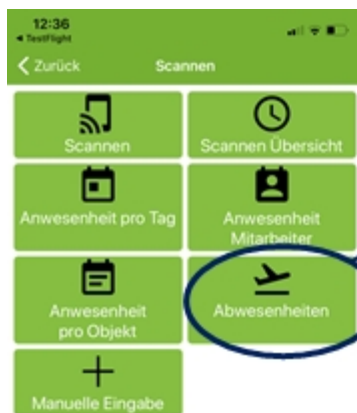 12:36
◀ TestFlight
Zurück Scannen
Scannen
Scannen Übersicht
Anwesenheit pro Tag
Anwesenheit
Mitarbeiter
Anwesenheit
pro Objekt
Abwesenheiten
Manuelle Eingabe